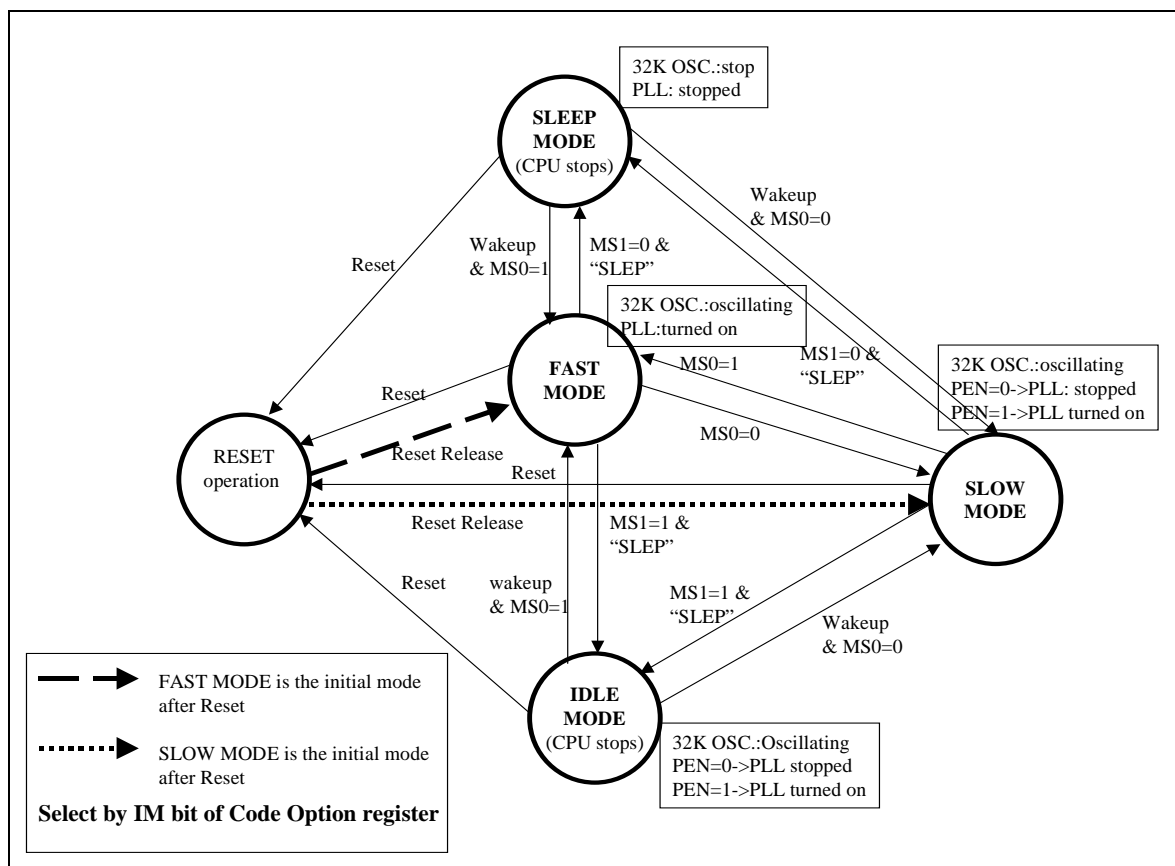 32K OSC.:stop
PLL: stopped
SLEEP
MODE
(CPU stops)
Wakeup
& MS0=0
Wakeup
& MS0=1
MS1=0 &
“SLEP”
Reset
32K OSC.:oscillating
PLL:turned on
MS1=0 &
“SLEP”
32K OSC.:oscillating
PEN=0->PLL: stopped
PEN=1->PLL turned on
MS0=1
FAST
MODE
Reset
MS0=0
RESET
operation
Reset Release
Reset
SLOW
MODE
Reset Release
MS1=1 &
“SLEP”
Reset
wakeup
& MS0=1
MS1=1 &
“SLEP”
Wakeup
& MS0=0
IDLE
MODE
(CPU stops)
32K OSC.:Oscillating
PEN=0->PLL stopped
PEN=1->PLL turned on
FAST MODE is the initial mode
after Reset
SLOW MODE is the initial mode
after Reset
Select by IM bit of Code Option register